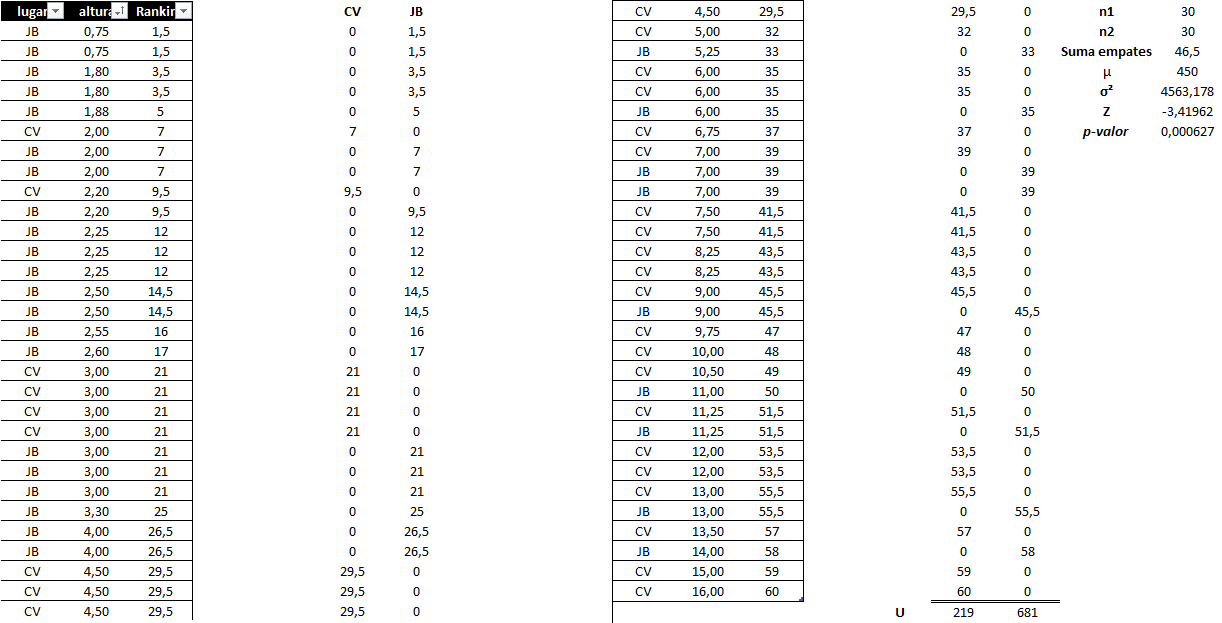 lugar altura Rankin CV JB CV 4,50 29,5 29,5 0 n1 30
JB 0,75 1,5 0 1,5 CV 5,00 32 32 0 n2 30
JB 0,75 1,5 0 1,5 JB 5,25 33 0 33 Suma empates 46,5
JB 1,80 3,5 0 3,5 CV 6,00 35 35 0 μ 450
JB 1,80 3,5 0 3,5 CV 6,00 35 35 0 σ² 4563,178
JB 1,88 5 0 5 JB 6,00 35 0 35 Z -3,41962
CV 2,00 7 7 0 CV 6,75 37 37 0 p-valor 0,000627
JB 2,00 7 0 7 CV 7,00 39 39 0
JB 2,00 7 0 7 JB 7,00 39 0 39
CV 2,20 9,5 9,5 0 JB 7,00 39 0 39
JB 2,20 9,5 0 9,5 CV 7,50 41,5 41,5 0
JB 2,25 12 0 12 CV 7,50 41,5 41,5 0
JB 2,25 12 0 12 CV 8,25 43,5 43,5 0
JB 2,25 12 0 12 CV 8,25 43,5 43,5 0
JB 2,50 14,5 0 14,5 CV 9,00 45,5 45,5 0
JB 2,50 14,5 0 14,5 JB 9,00 45,5 0 45,5
JB 2,55 16 0 16 CV 9,75 47 47 0
JB 2,60 17 0 17 CV 10,00 48 48 0
CV 3,00 21 21 0 CV 10,50 49 49 0
CV 3,00 21 21 0 JB 11,00 50 0 50
CV 3,00 21 21 0 CV 11,25 51,5 51,5 0
CV 3,00 21 21 0 JB 11,25 51,5 0 51,5
JB 3,00 21 0 21 CV 12,00 53,5 53,5 0
JB 3,00 21 0 21 CV 12,00 53,5 53,5 0
JB 3,00 21 0 21 CV 13,00 55,5 55,5 0
JB 3,30 25 0 25 JB 13,00 55,5 0 55,5
JB 4,00 26,5 0 26,5 CV 13,50 57 57 0
JB 4,00 26,5 0 26,5 JB 14,00 58 0 58
CV 4,50 29,5 29,5 0 CV 15,00 59 59 0
CV 4,50 29,5 29,5 0 CV 16,00 60 60 0
CV 4,50 29,5 29,5 0 U 219 681